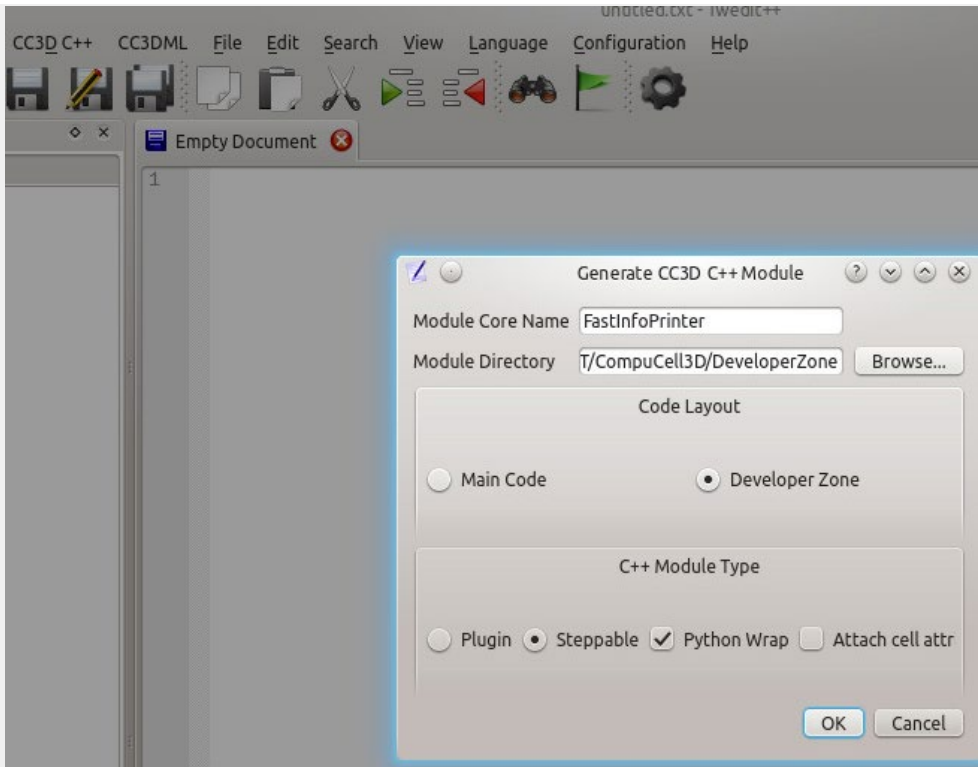 untitled.txt - Twedit++
CC3D C++ CC3DML File Edit Search View Language Configuration Help
Empty Document
1
Generate CC3D C++ Module
Module Core Name FastInfoPrinter
Module Directory T/CompuCell3D/DeveloperZone Browse...
Code Layout
Main Code Developer Zone
C++ Module Type
Plugin Steppable Python Wrap Attach cell attr
OK Cancel